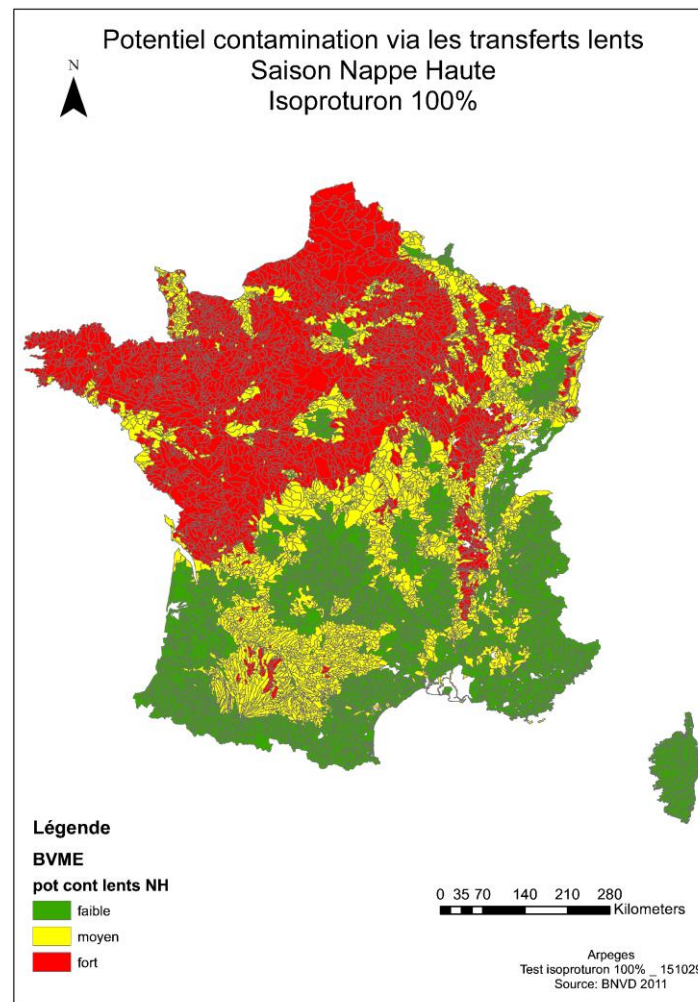 Potentiel contamination via les transferts lents
Saison Nappe Haute
Isoproturon 100%
N
Légende
BVME
pot cont lents NH
faible
moyen
fort
0 35 70 140 210 280
Kilometers
Arpeges
Test isoproturon 100% _ 151029
Source: BNVD 2011